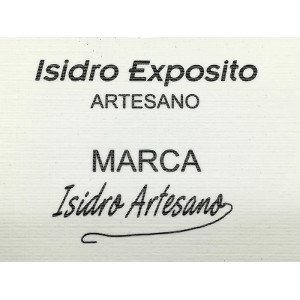 Isidro Exposito
ARTESANO
MARCA
Isidro Artesano